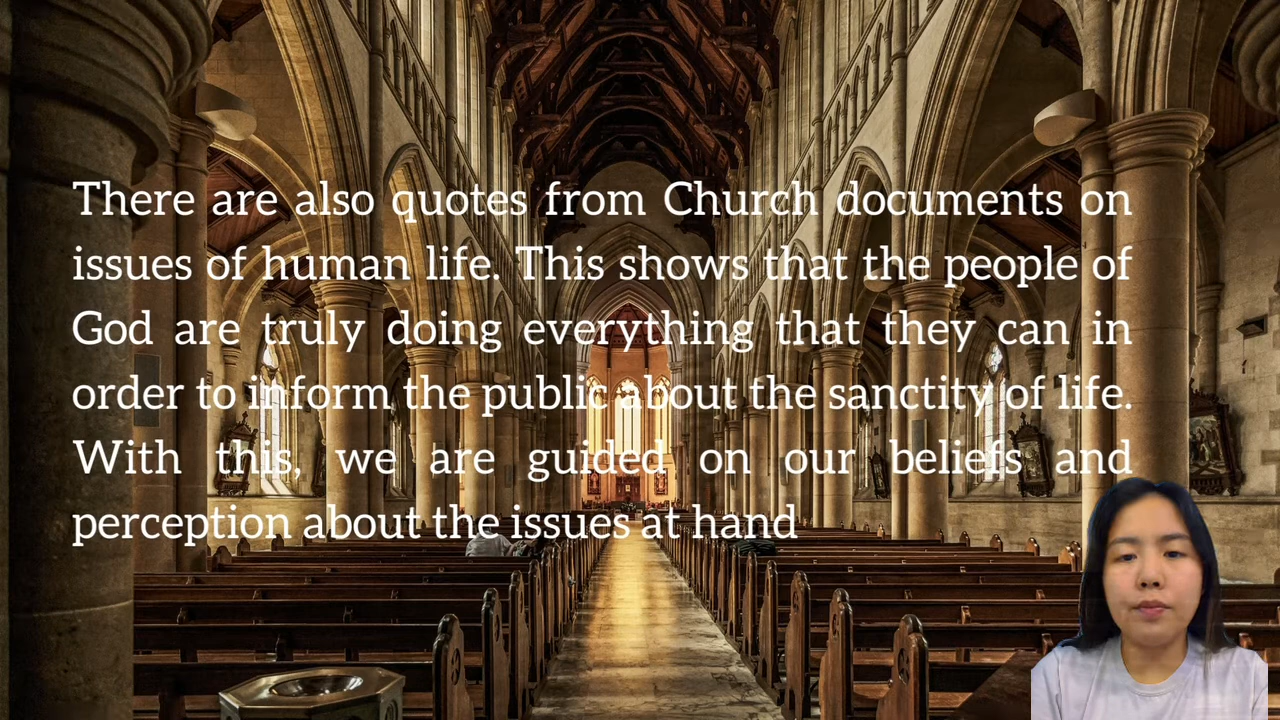 There are also quotes from Church documents on
issues of human life. This shows that the people of
God are truly doing everything that they can in
order to inform the public about the sanctity of life.
With this, we are guided on our beliefs and
perception about the issues at hand